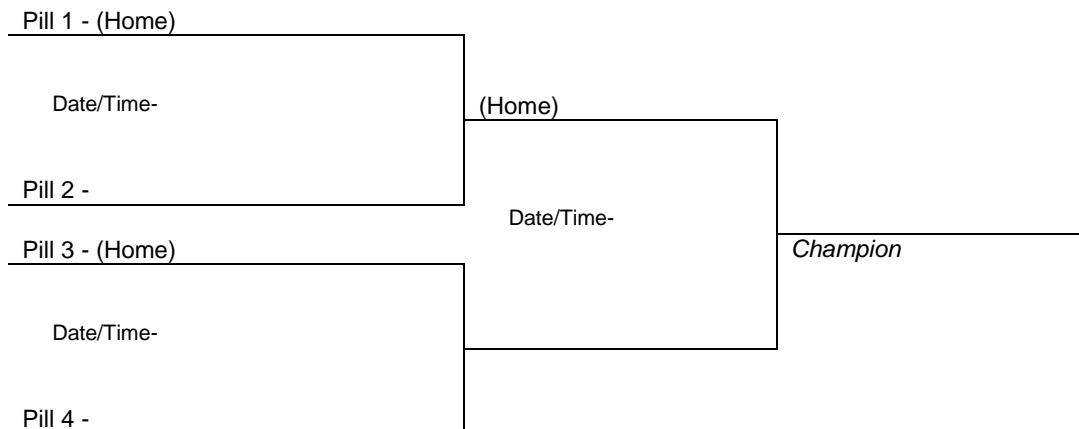 Pill 1 - (Home)
Date/Time-
(Home)
Pill 2 -
Date/Time-
Pill 3 - (Home)
Champion
Date/Time-
Pill 4 -